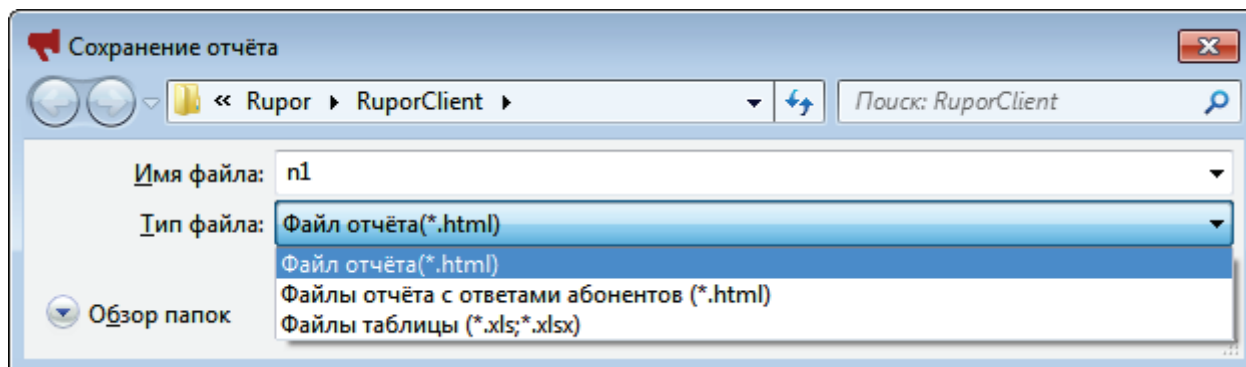 Сохранение отчёта
« Rupor RuporClient
Поиск: RuporClient
Имя файла: n1
Тип файла: Файл отчёта(*.html)
Файл отчёта(*.html)
Файлы отчёта с ответами абонентов (*.html)
Файлы таблицы (*.xls;*.xlsx)
Обзор папок